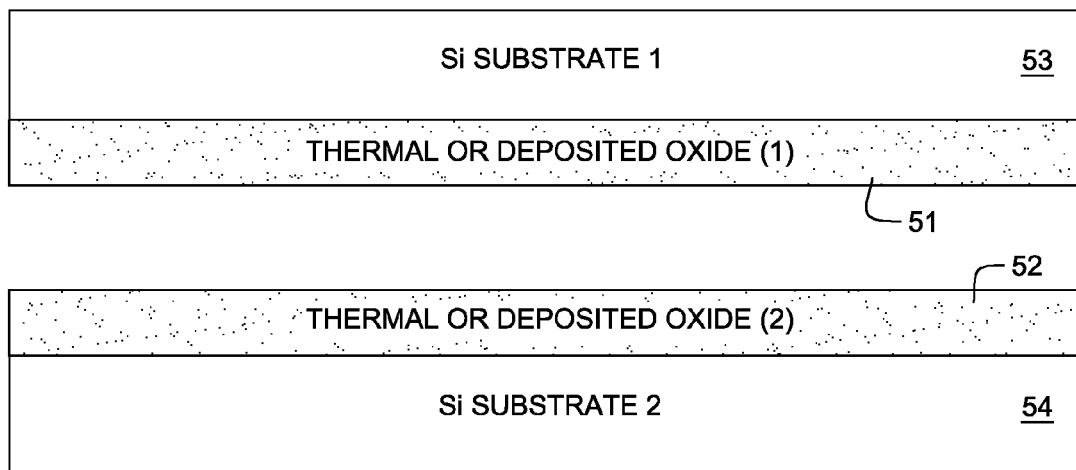 Si SUBSTRATE 1 53
THERMAL OR DEPOSITED OXIDE (1)
51
52
THERMAL OR DEPOSITED OXIDE (2)
Si SUBSTRATE 2 54